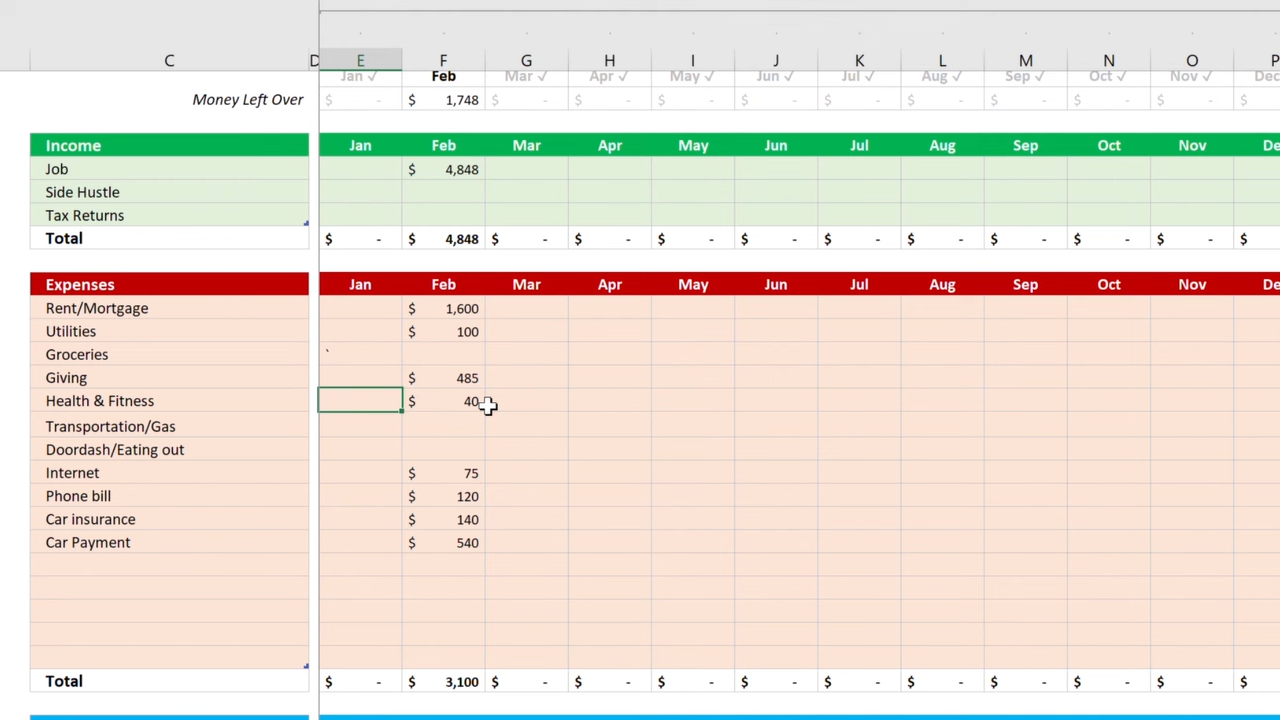 C D E F G H I J K L M N O P
Jan ✓ Feb Mar ✓ Apr ✓ May ✓ Jun ✓ Jul ✓ Aug ✓ Sep ✓ Oct ✓ Nov ✓ Dec
Money Left Over $ - $ 1,748 $ - $ - $ - $ - $ - $ - $ - $ - $ - $
Income Jan Feb Mar Apr May Jun Jul Aug Sep Oct Nov De
Job $ 4,848
Side Hustle
Tax Returns
Total $ - $ 4,848 $ - $ - $ - $ - $ - $ - $ - $ - $ - $
Expenses Jan Feb Mar Apr May Jun Jul Aug Sep Oct Nov De
Rent/Mortgage $ 1,600
Utilities $ 100
Groceries `
Giving $ 485
Health & Fitness $ 40
Transportation/Gas
Doordash/Eating out
Internet $ 75
Phone bill $ 120
Car insurance $ 140
Car Payment $ 540
Total $ - $ 3,100 $ - $ - $ - $ - $ - $ - $ - $ - $ - $